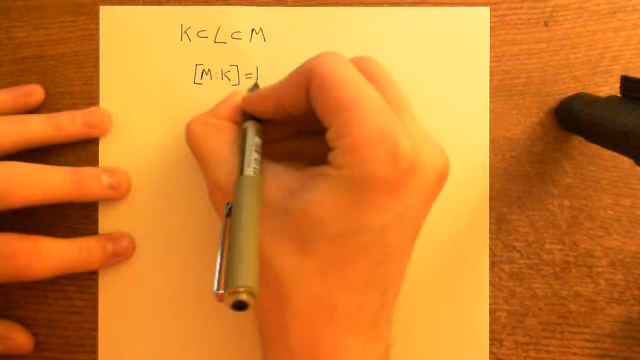 K ⊂ L ⊂ M
[M:K] =